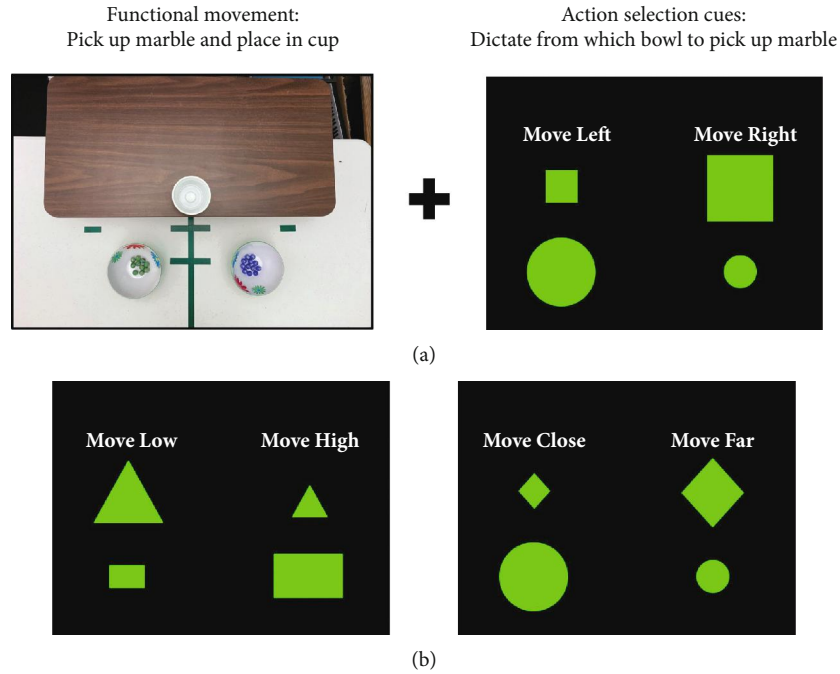 Functional movement:
Pick up marble and place in cup
Action selection cues:
Dictate from which bowl to pick up marble
Move Left
Move Right
(a)
Move Low
Move High
Move Close
Move Far
(b)